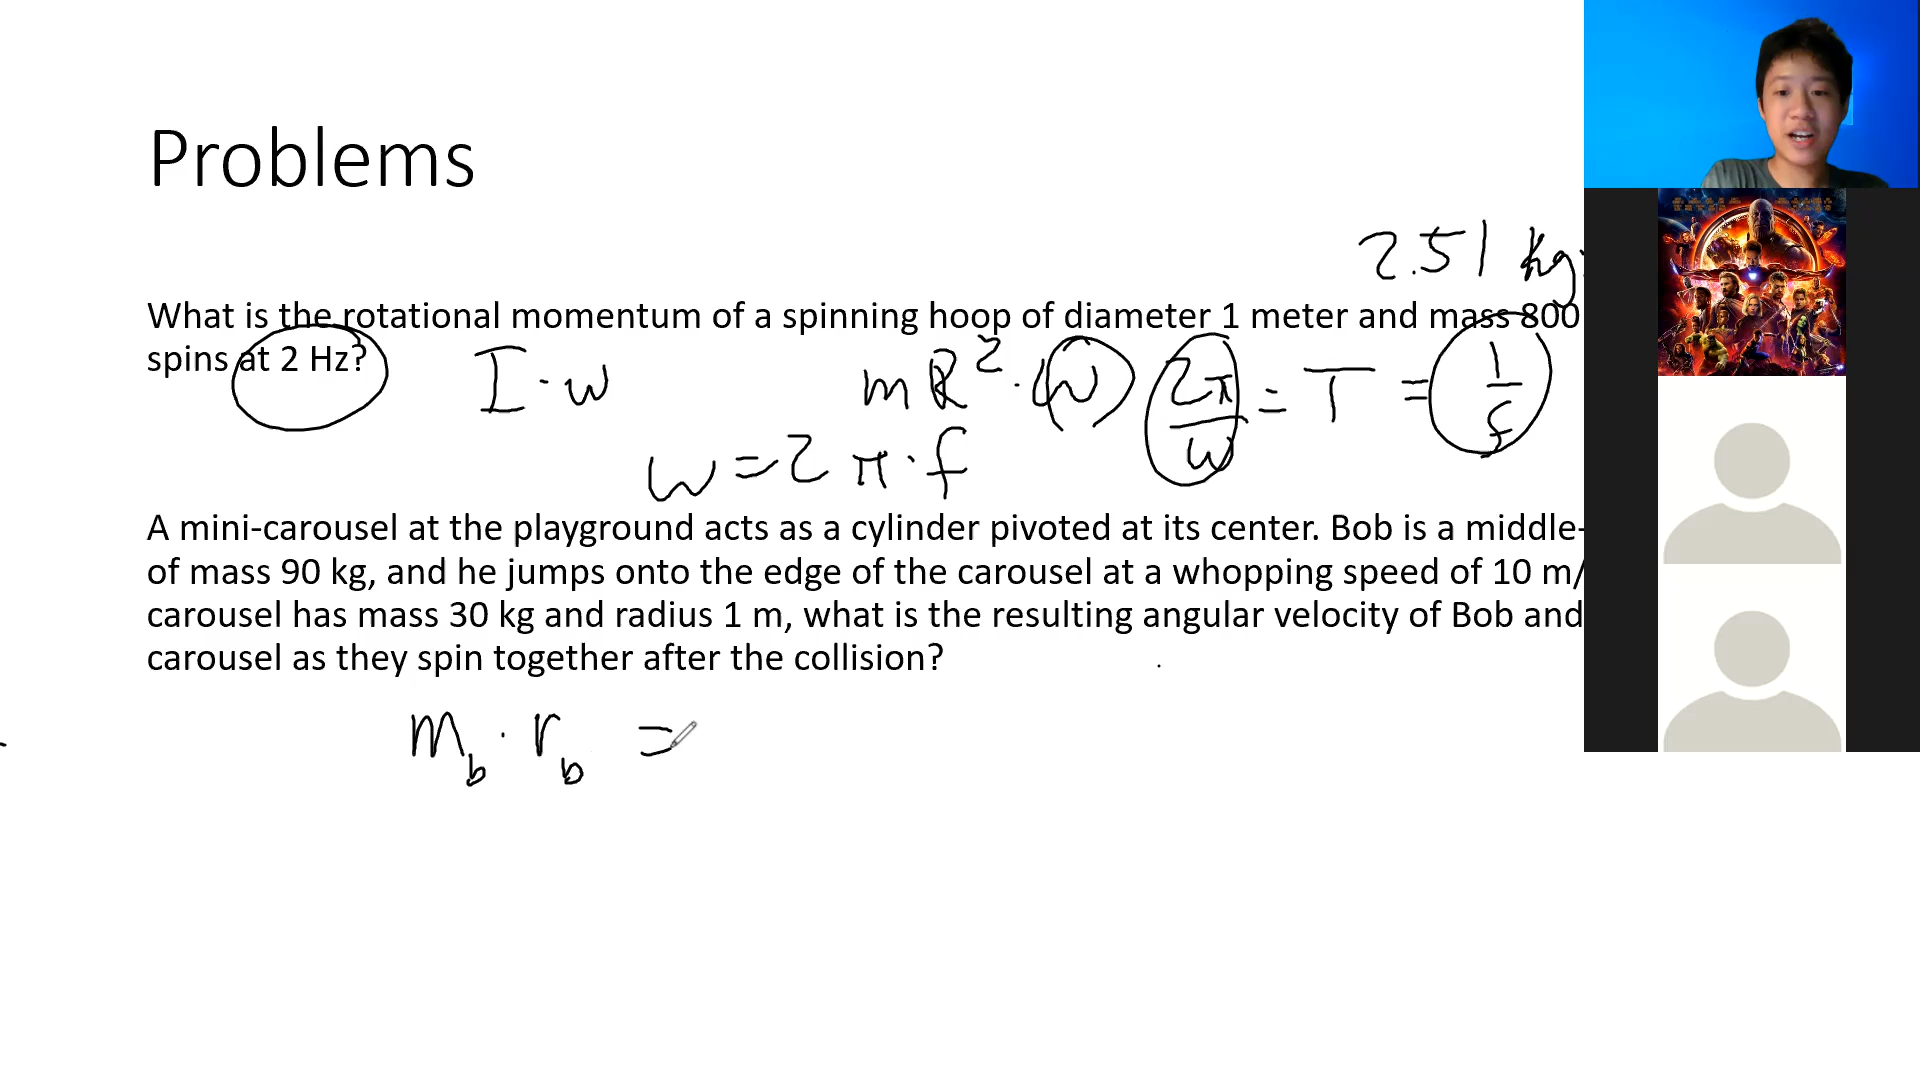 Problems
2.51 kg
What is the rotational momentum of a spinning hoop of diameter 1 meter and mass 800
spins at 2 Hz?
I · w
mR² · w
2π/w = T = 1/f
w = 2π · f
A mini-carousel at the playground acts as a cylinder pivoted at its center. Bob is a middle-
of mass 90 kg, and he jumps onto the edge of the carousel at a whopping speed of 10 m/
carousel has mass 30 kg and radius 1 m, what is the resulting angular velocity of Bob and
carousel as they spin together after the collision?
m_b · r_b =